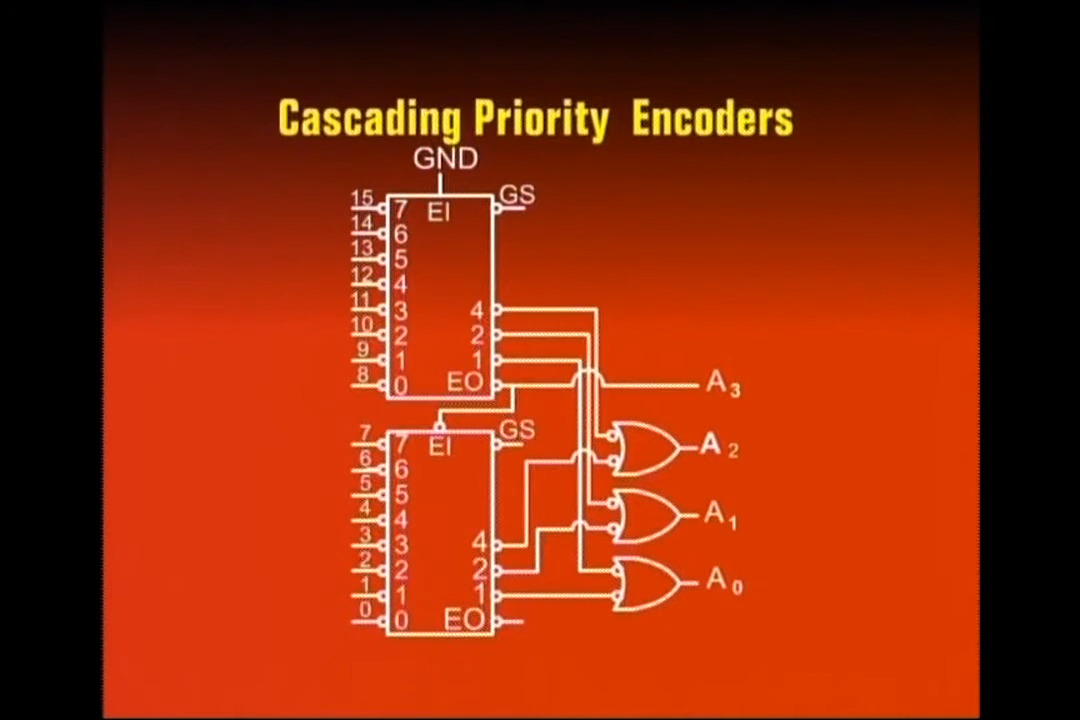 Cascading Priority Encoders
GND
15 7 EI GS
14 6
13 5
12 4
11 3 4
10 2 2
9 1 1
8 0 EO A3
7 7 EI GS A2
6 6
5 5
4 4 A1
3 3 4
2 2 2
1 1 1 A0
0 0 EO